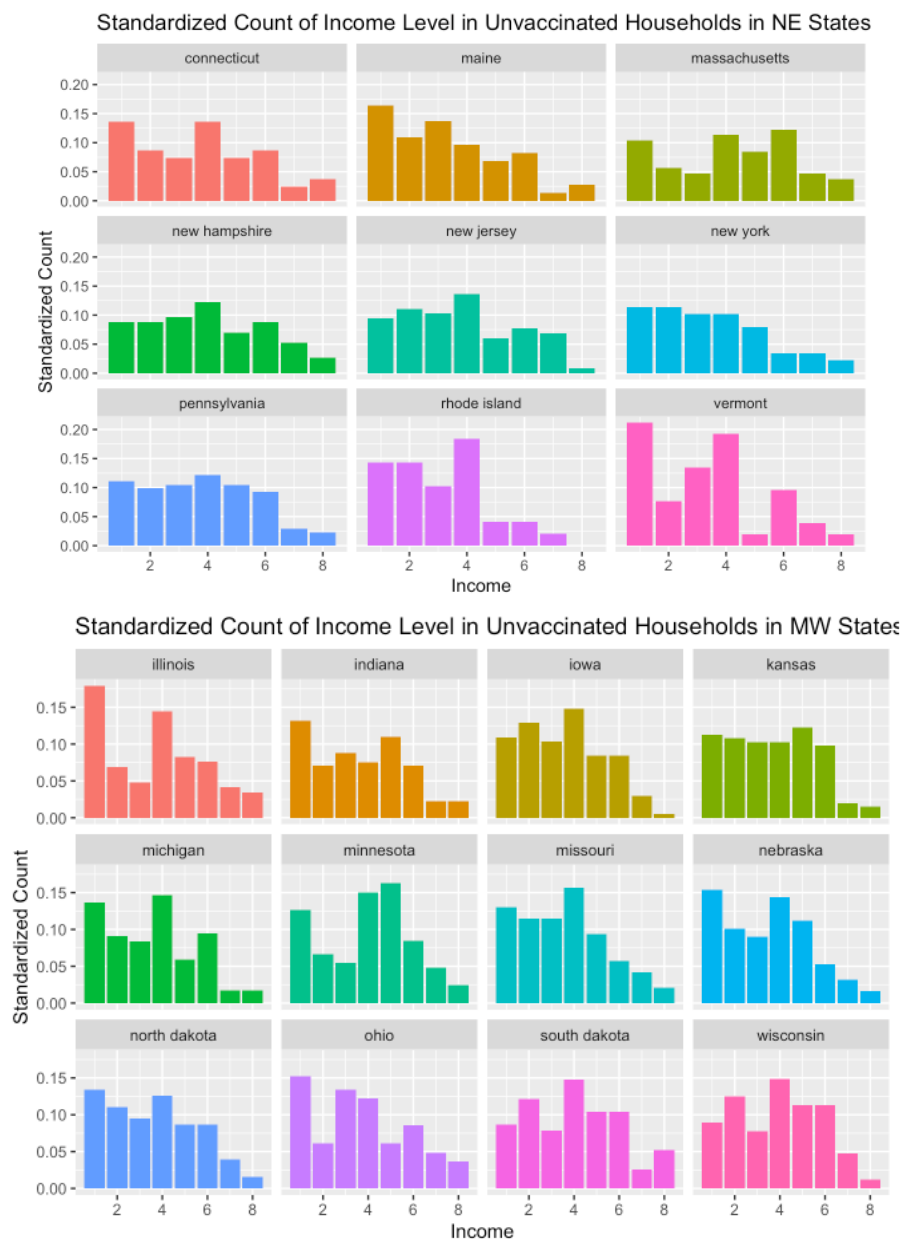 Standardized Count of Income Level in Unvaccinated Households in NE States
connecticut maine massachusetts
0.20
0.15
0.10
0.05
0.00
new hampshire new jersey new york
0.20
0.15
0.10
0.05
0.00
Standardized Count
pennsylvania rhode island vermont
0.20
0.15
0.10
0.05
0.00
2 4 6 8 2 4 6 8 2 4 6 8
Income
Standardized Count of Income Level in Unvaccinated Households in MW States
illinois indiana iowa kansas
0.15
0.10
0.05
0.00
michigan minnesota missouri nebraska
0.15
0.10
0.05
0.00
Standardized Count
north dakota ohio south dakota wisconsin
0.15
0.10
0.05
0.00
2 4 6 8 2 4 6 8 2 4 6 8 2 4 6 8
Income